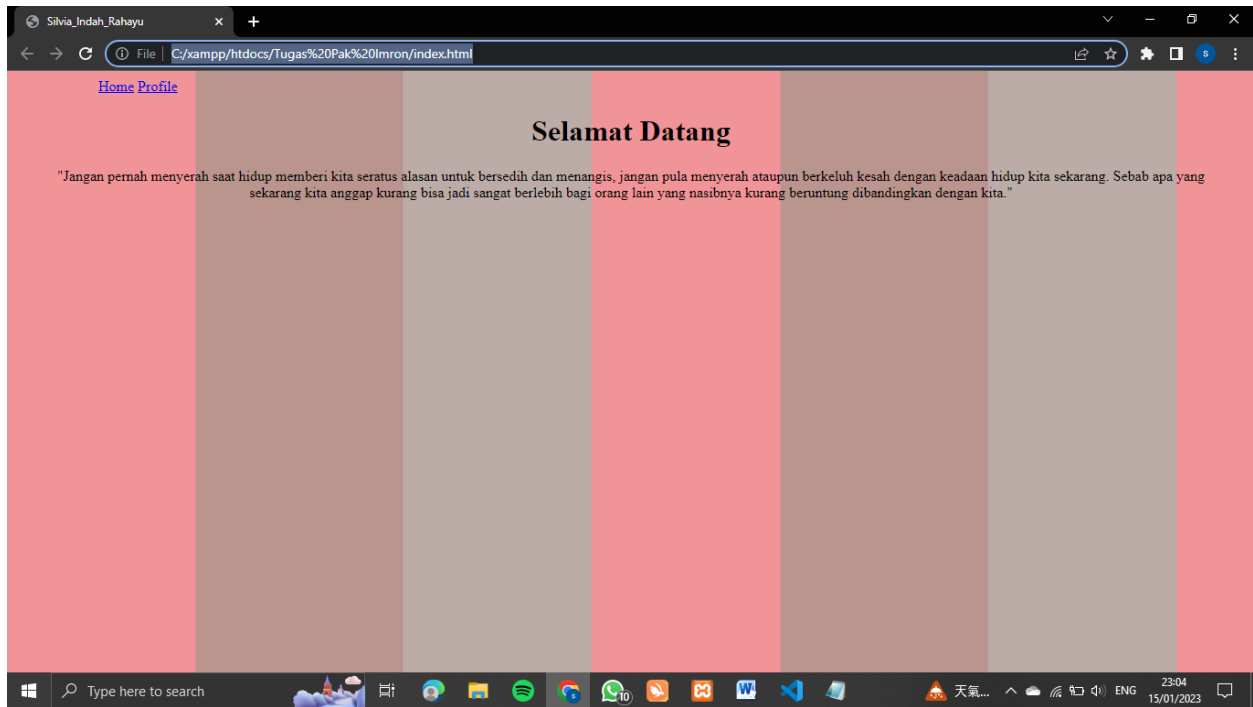 Silvia_Indah_Rahayu
File
C:/xampp/htdocs/Tugas%20Pak%20Imron/index.html
s
Home Profile
Selamat Datang
"Jangan pernah menyerah saat hidup memberi kita seratus alasan untuk bersedih dan menangis, jangan pula menyerah ataupun berkeluh kesah dengan keadaan hidup kita sekarang. Sebab apa yang
sekarang kita anggap kurang bisa jadi sangat berlebih bagi orang lain yang nasibnya kurang beruntung dibandingkan dengan kita."
Type here to search
10
天氣...
ENG
23:04
15/01/2023